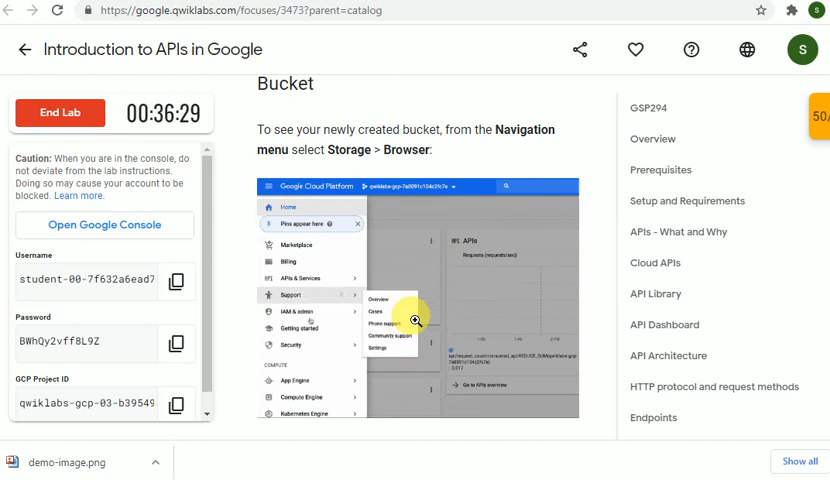 https://google.qwiklabs.com/focuses/3473?parent=catalog
S
Introduction to APIs in Google
S
End Lab
00:36:29
Caution: When you are in the console, do
not deviate from the lab instructions.
Doing so may cause your account to be
blocked. Learn more.
Open Google Console
Username
student-00-7f632a6ead7
Password
BWhQy2vff8L9Z
GCP Project ID
qwiklabs-gcp-03-b39549
Bucket
To see your newly created bucket, from the Navigation
menu select Storage > Browser:
Google Cloud Platform
Home
Pins appear here
Marketplace
Billing
APIs & Services
Support
IAM & admin
Getting started
Security
COMPUTE
App Engine
Compute Engine
Kubernetes Engine
Overview
Cases
Phone support
Community support
Settings
APIs
Requests (requests/sec)
Go to APIs overview
GSP294
Overview
Prerequisites
Setup and Requirements
APIs - What and Why
Cloud APIs
API Library
API Dashboard
API Architecture
HTTP protocol and request methods
Endpoints
50/
demo-image.png
Show all